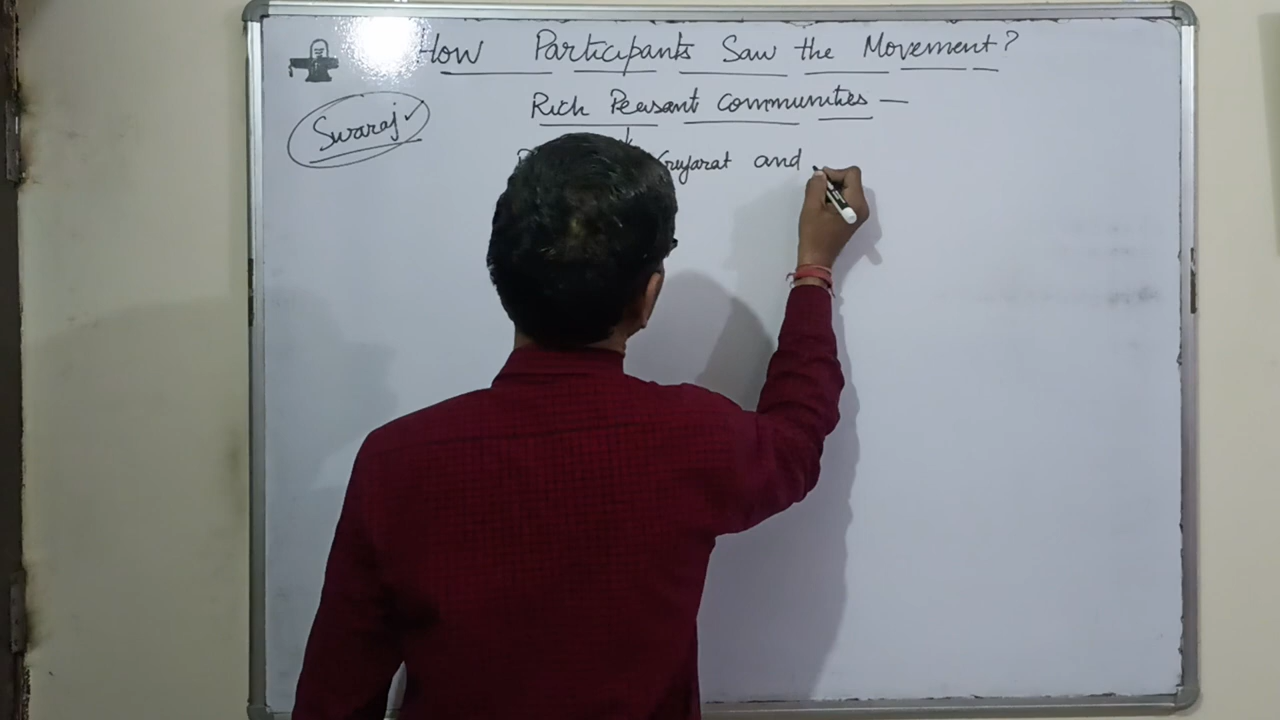 How Participants Saw the Movement?
Rich Peasant Communities —
Swaraj ✓
Gujarat and